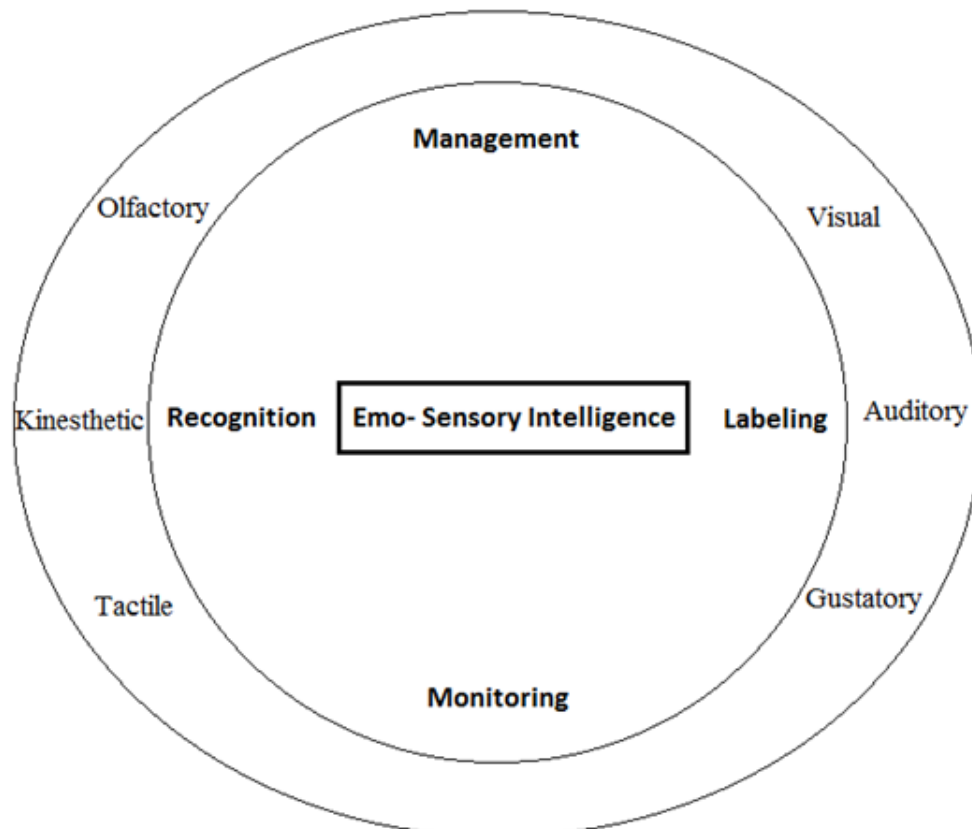 Management
Olfactory
Visual
Kinesthetic
Recognition
Emo- Sensory Intelligence
Labeling
Auditory
Tactile
Gustatory
Monitoring